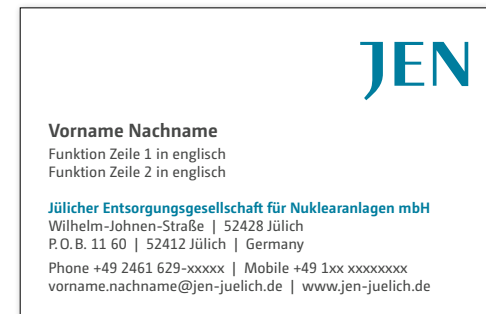 JEN
Vorname Nachname
Funktion Zeile 1 in englisch
Funktion Zeile 2 in englisch
Jülicher Entsorgungsgesellschaft für Nuklearanlagen mbH
Wilhelm-Johnen-Straße | 52428 Jülich
P.O.B. 11 60 | 52412 Jülich | Germany
Phone +49 2461 629-xxxxx | Mobile +49 1xx xxxxxxxx
vorname.nachname@jen-juelich.de | www.jen-juelich.de